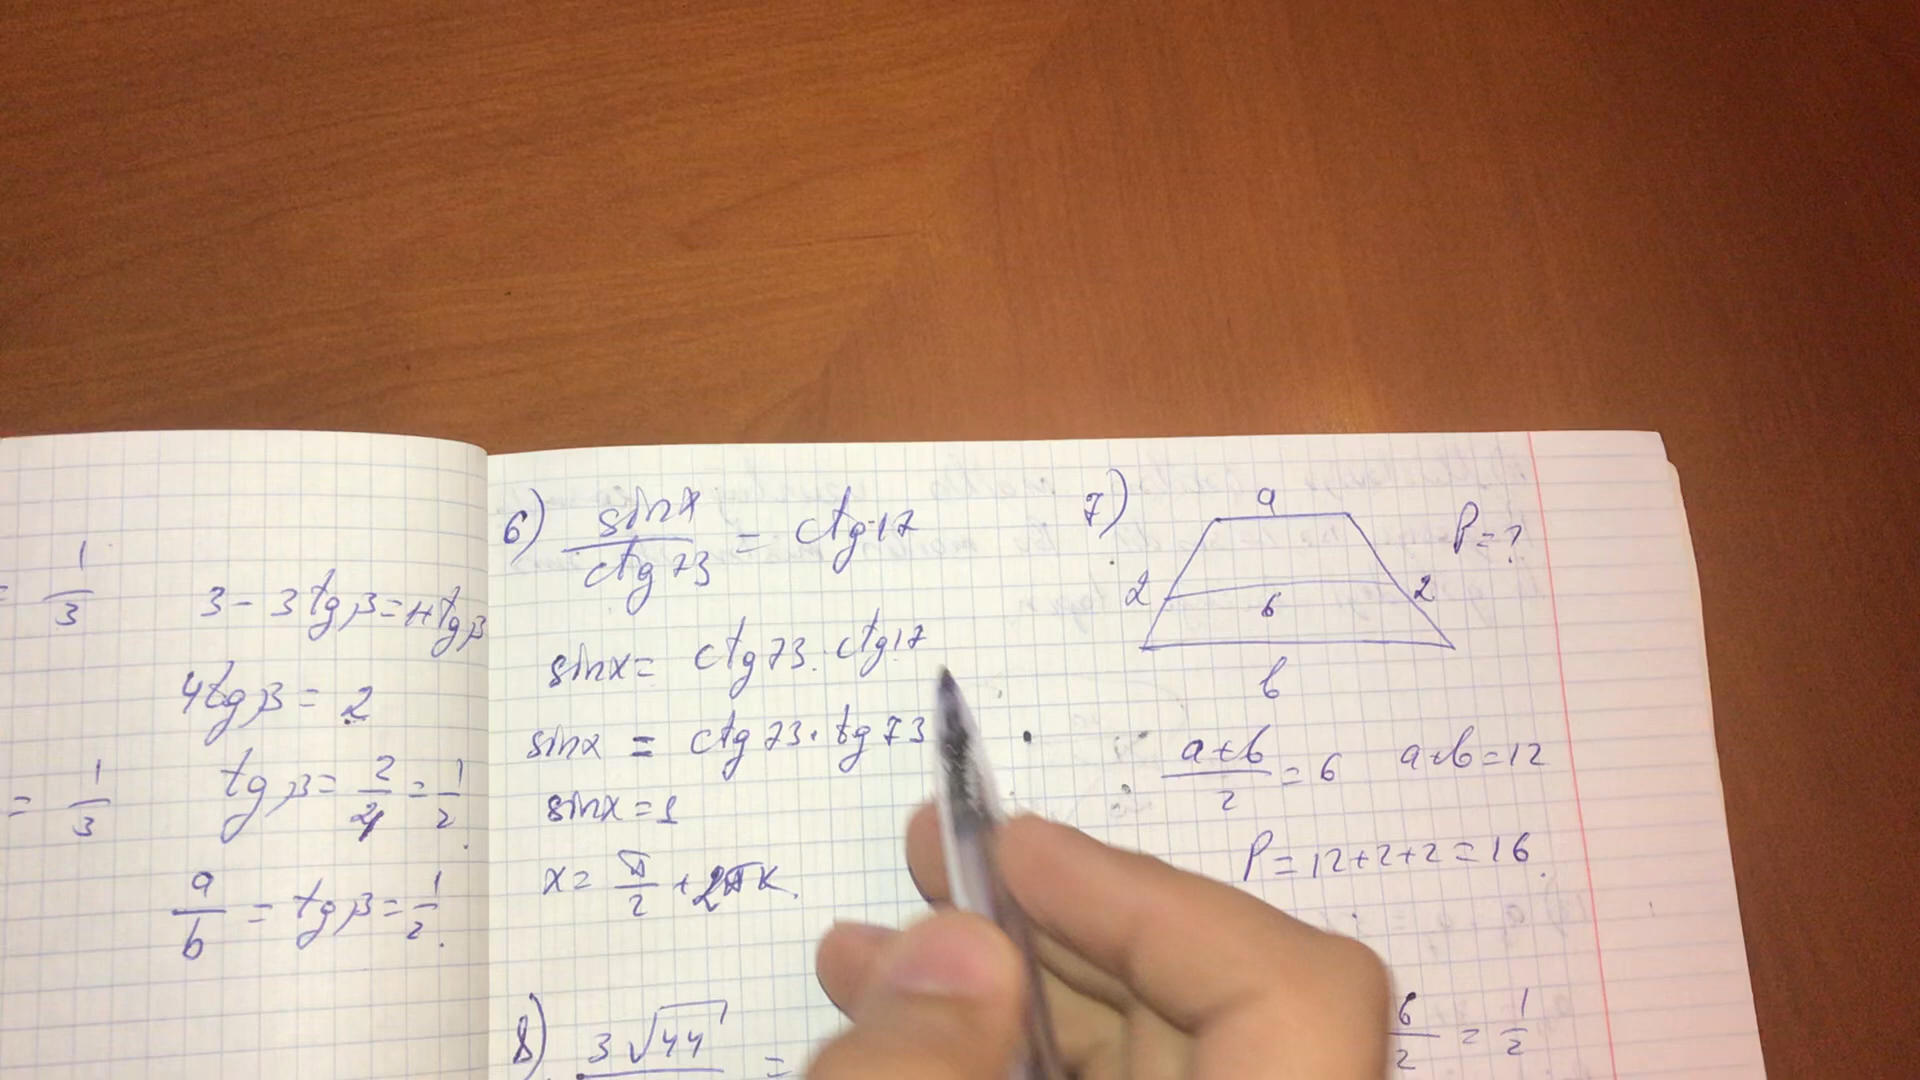 = 1/3
3 - 3tgβ = 1+tgβ
4tgβ = 2
= 1/3
tgβ = 2/4 = 1/2
a/b = tgβ = 1/2.
6) sinx/ctg73 = ctg17
sinx = ctg73 · ctg17
sinx = ctg73 · tg73
sinx = 1
x = π/2 + 2πk.
7)
a
P = ?
2
6
2
b
a+b/2 = 6 a+b = 12
P = 12+2+2 = 16.
8) 3√44 =
6/2 = 1/2